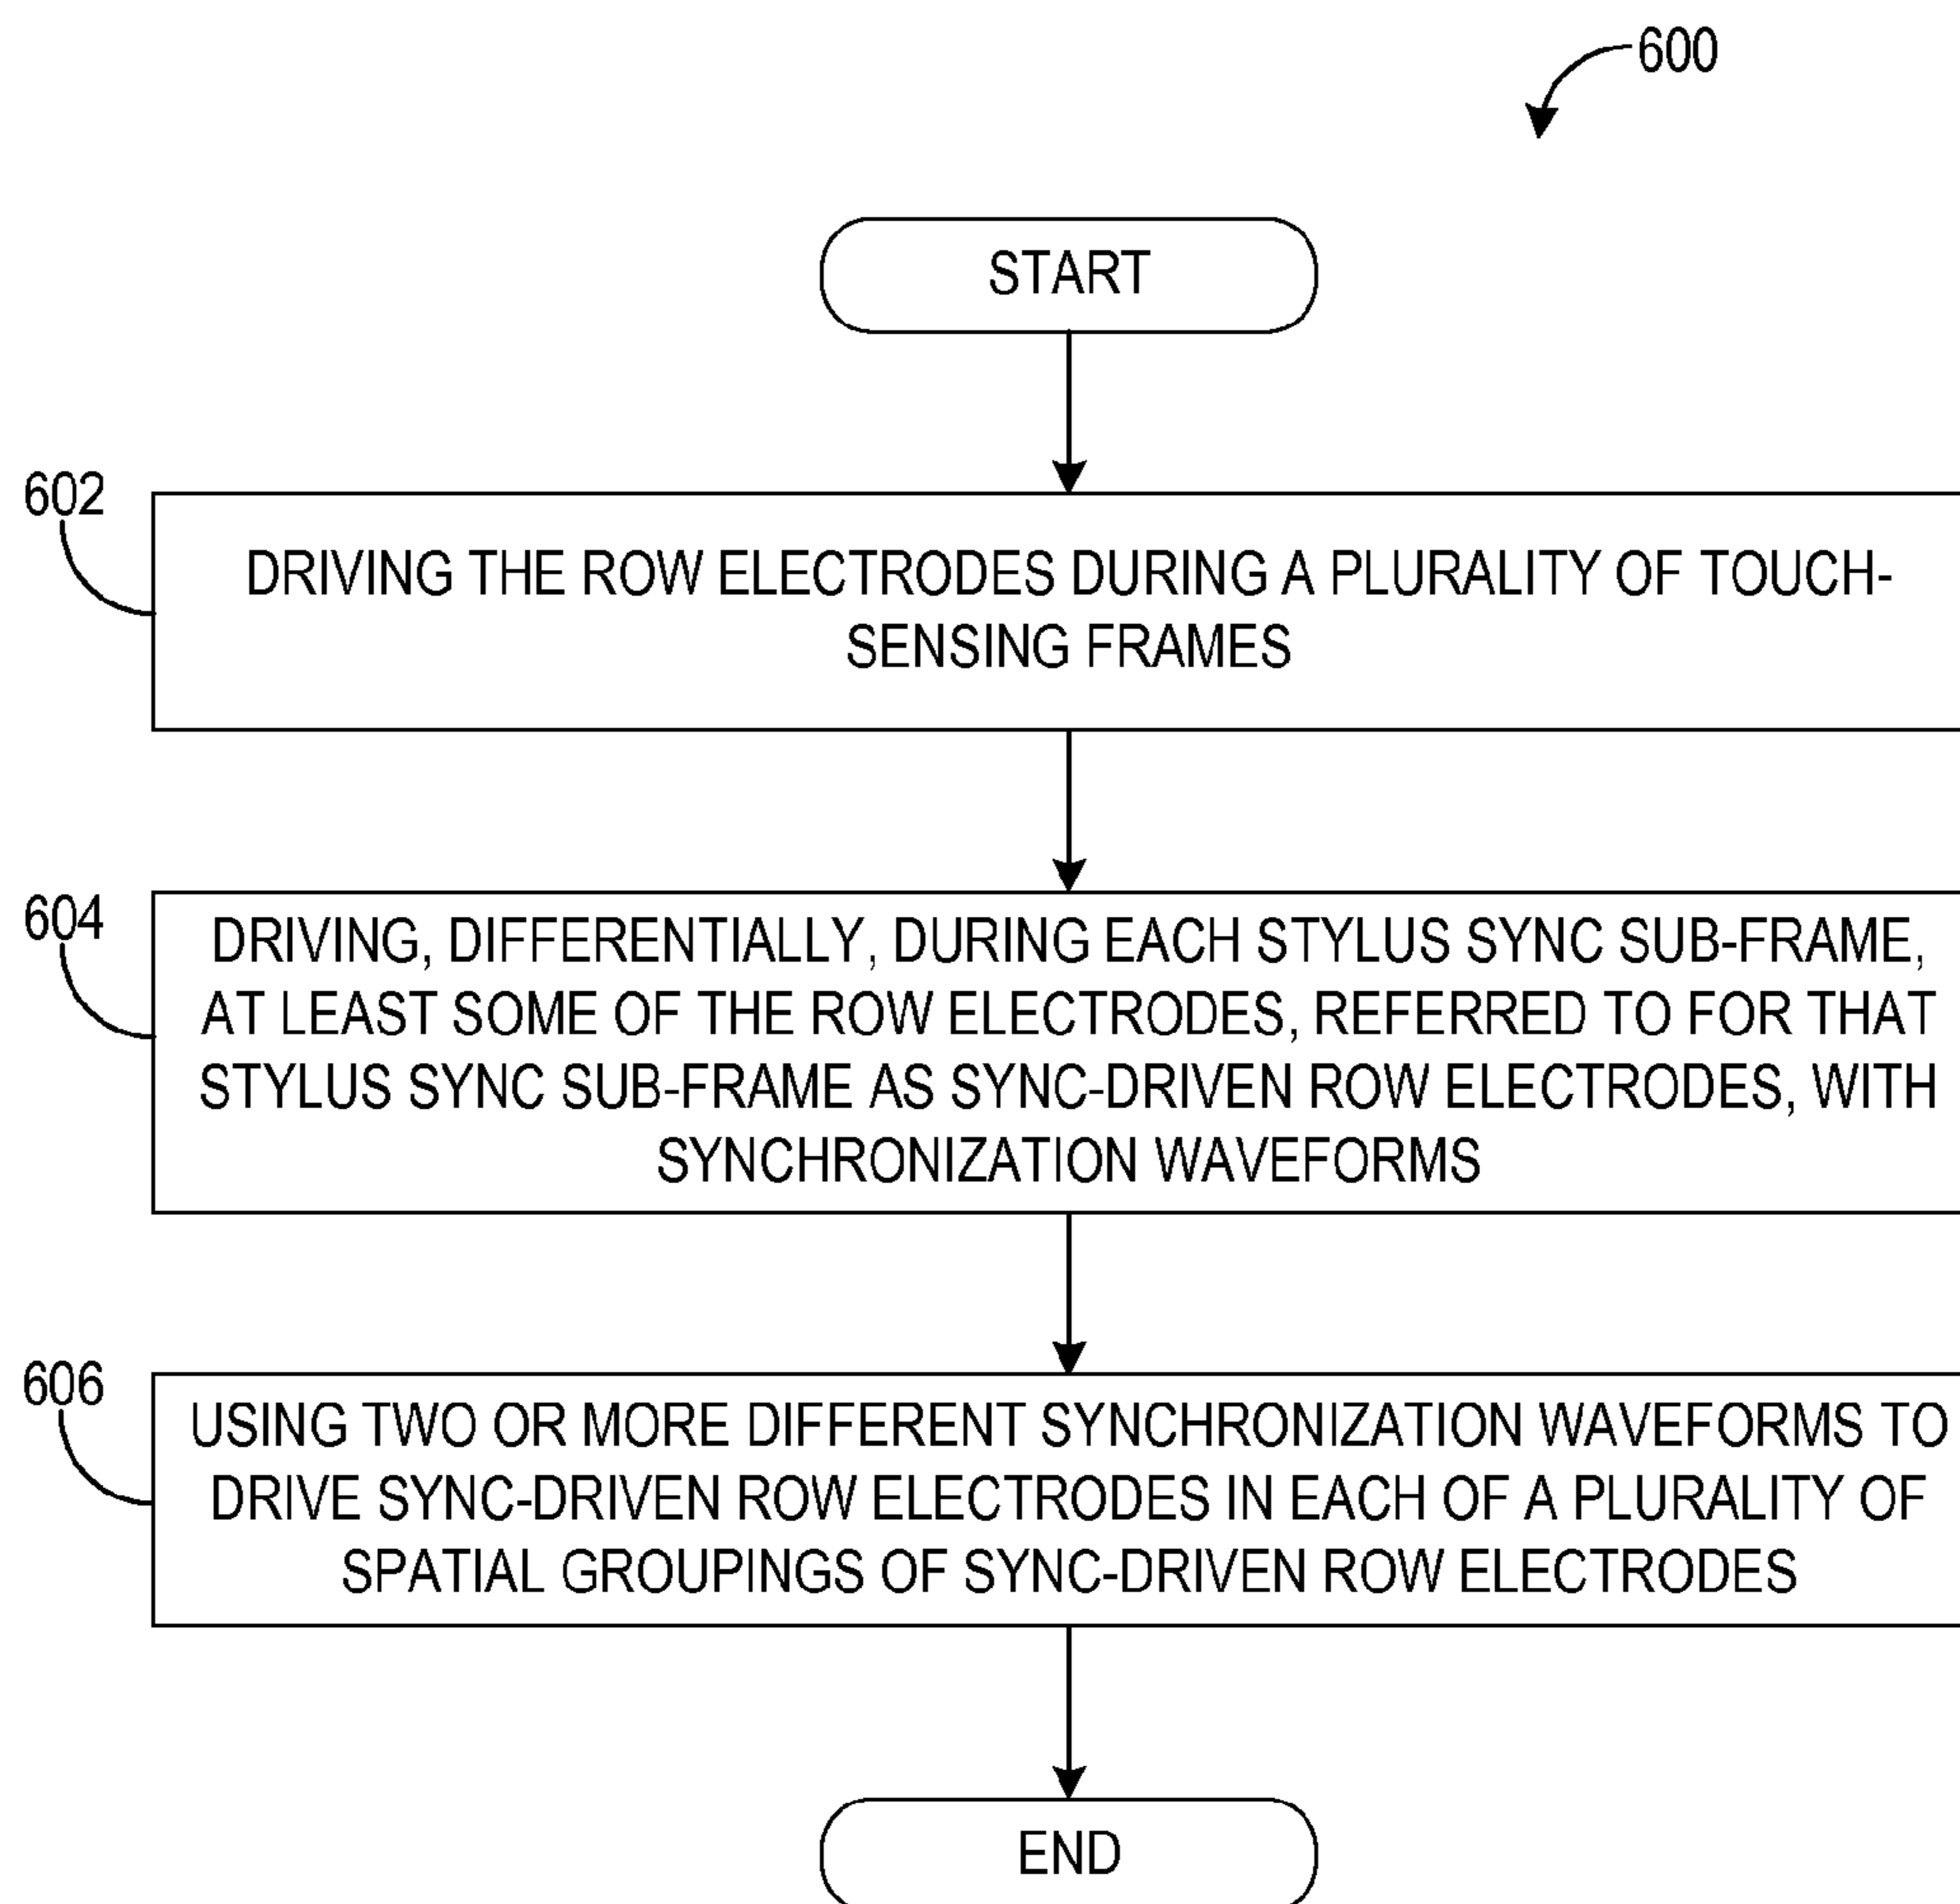 600
START
602
DRIVING THE ROW ELECTRODES DURING A PLURALITY OF TOUCH-
SENSING FRAMES
604
DRIVING, DIFFERENTIALLY, DURING EACH STYLUS SYNC SUB-FRAME,
AT LEAST SOME OF THE ROW ELECTRODES, REFERRED TO FOR THAT
STYLUS SYNC SUB-FRAME AS SYNC-DRIVEN ROW ELECTRODES, WITH
SYNCHRONIZATION WAVEFORMS
606
USING TWO OR MORE DIFFERENT SYNCHRONIZATION WAVEFORMS TO
DRIVE SYNC-DRIVEN ROW ELECTRODES IN EACH OF A PLURALITY OF
SPATIAL GROUPINGS OF SYNC-DRIVEN ROW ELECTRODES
END